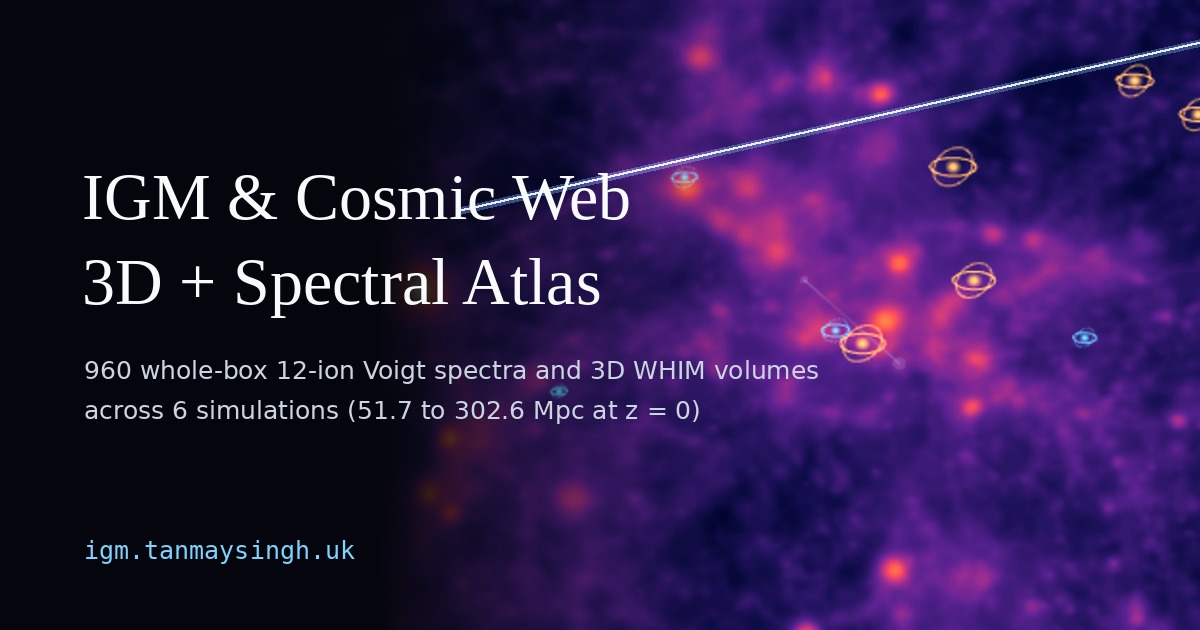 IGM & Cosmic Web
3D + Spectral Atlas
960 whole-box 12-ion Voigt spectra and 3D WHIM volumes
across 6 simulations (51.7 to 302.6 Mpc at z = 0)
igm.tanmaysingh.uk